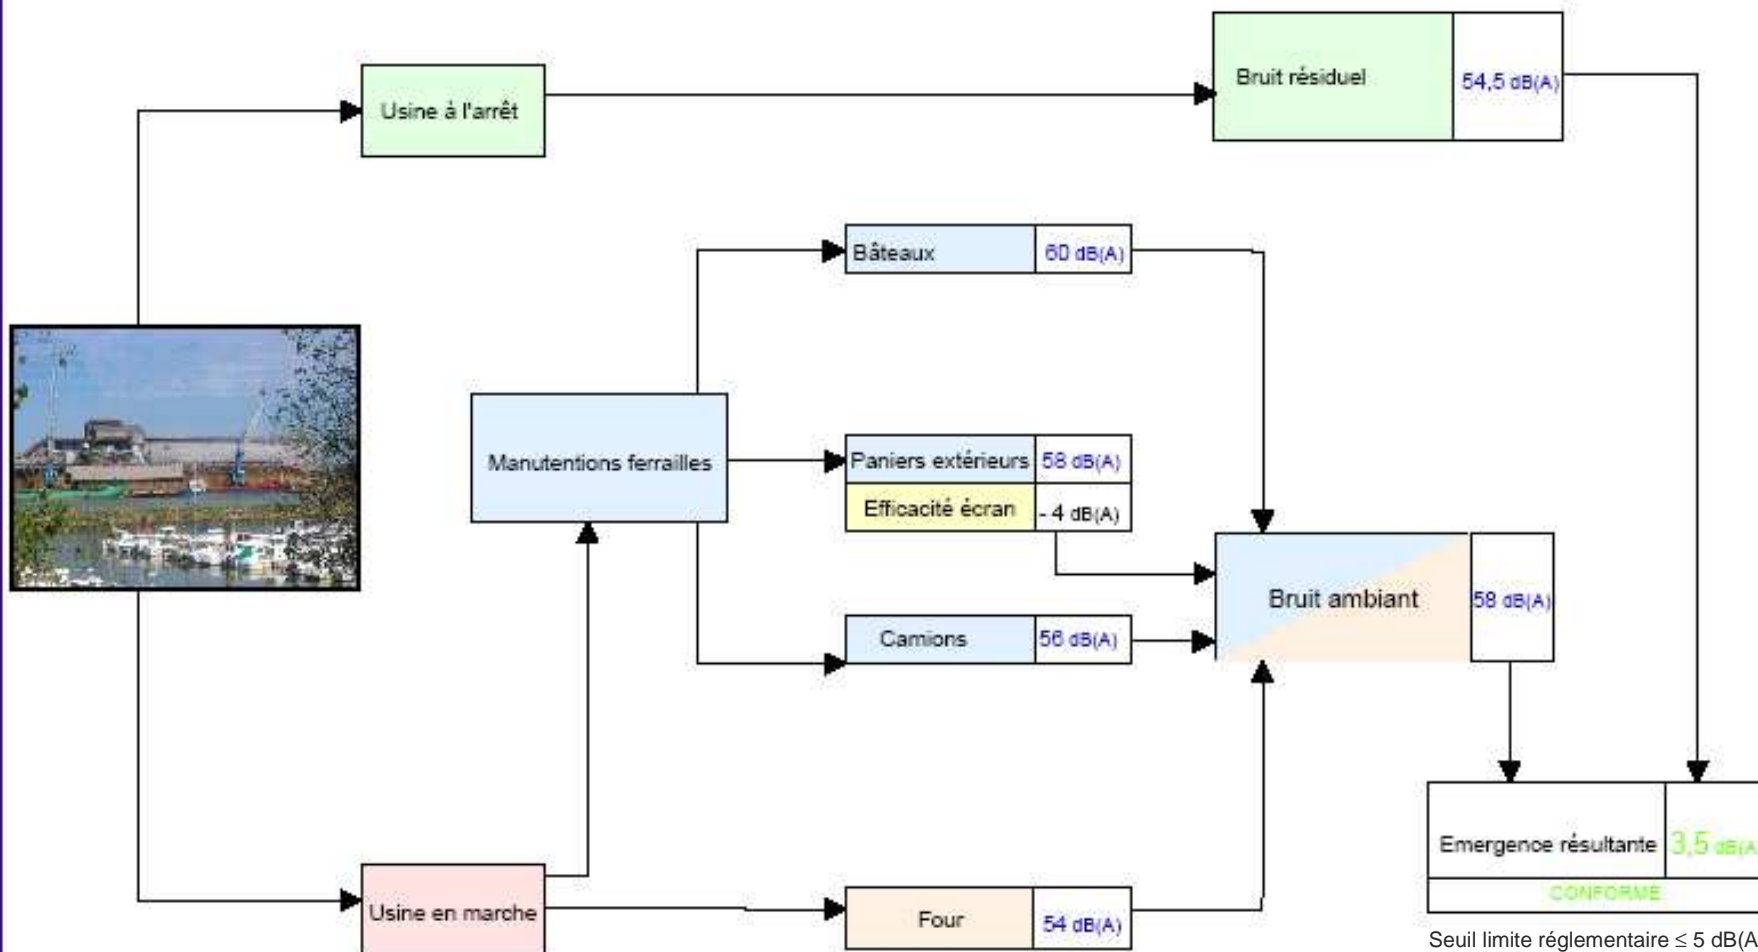 Usine à l'arrêt
Bruit résiduel
54,5 dB(A)
Bâteaux
60 dB(A)
Manutentions ferrailles
Paniers extérieurs
58 dB(A)
Efficacité écran
- 4 dB(A)
Bruit ambiant
58 dB(A)
Camions
56 dB(A)
Emergence résultante
3,5 dB(A
CONFORME
Usine en marche
Four
54 dB(A)
Seuil limite réglementaire ≤ 5 dB(A